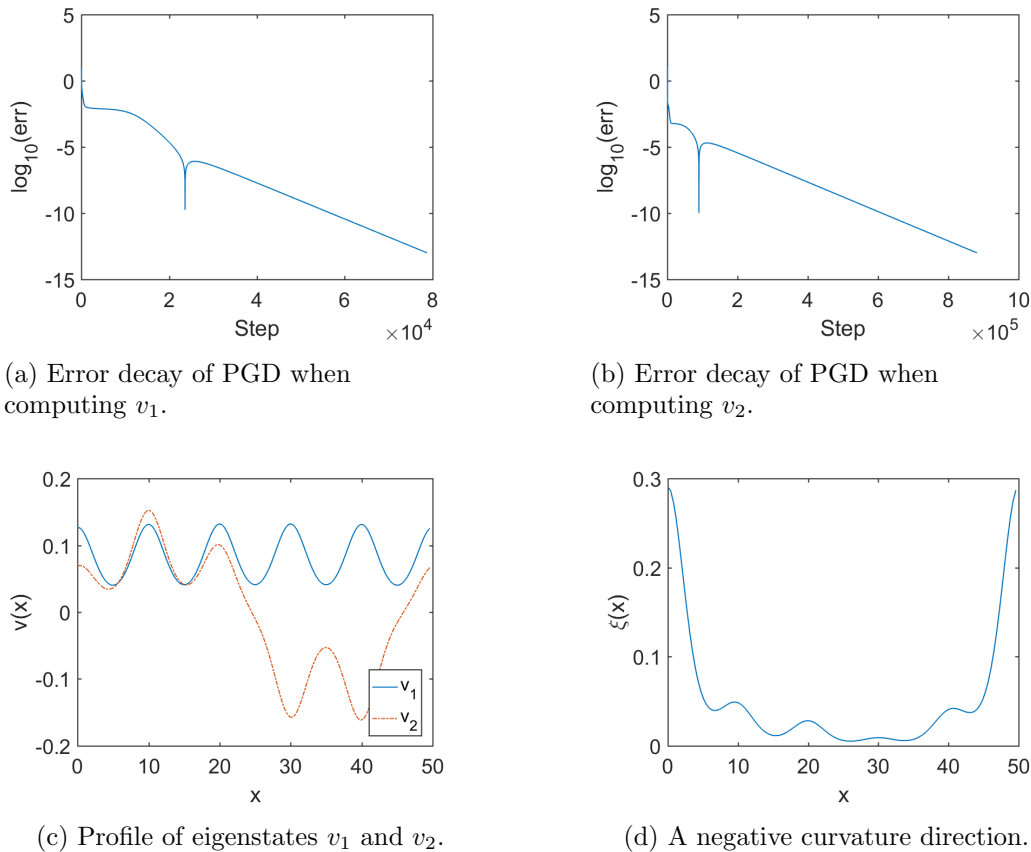 5
0
-5
-10
-15
log10(err)
0
2
4
6
8
Step
×10^4
(a) Error decay of PGD when
computing v1.
5
0
-5
-10
-15
log10(err)
0
2
4
6
8
10
Step
×10^5
(b) Error decay of PGD when
computing v2.
0.2
0.1
0
-0.1
-0.2
v(x)
v1
v2
0
10
20
30
40
50
x
(c) Profile of eigenstates v1 and v2.
0.3
0.2
0.1
0
ξ(x)
0
10
20
30
40
50
x
(d) A negative curvature direction.